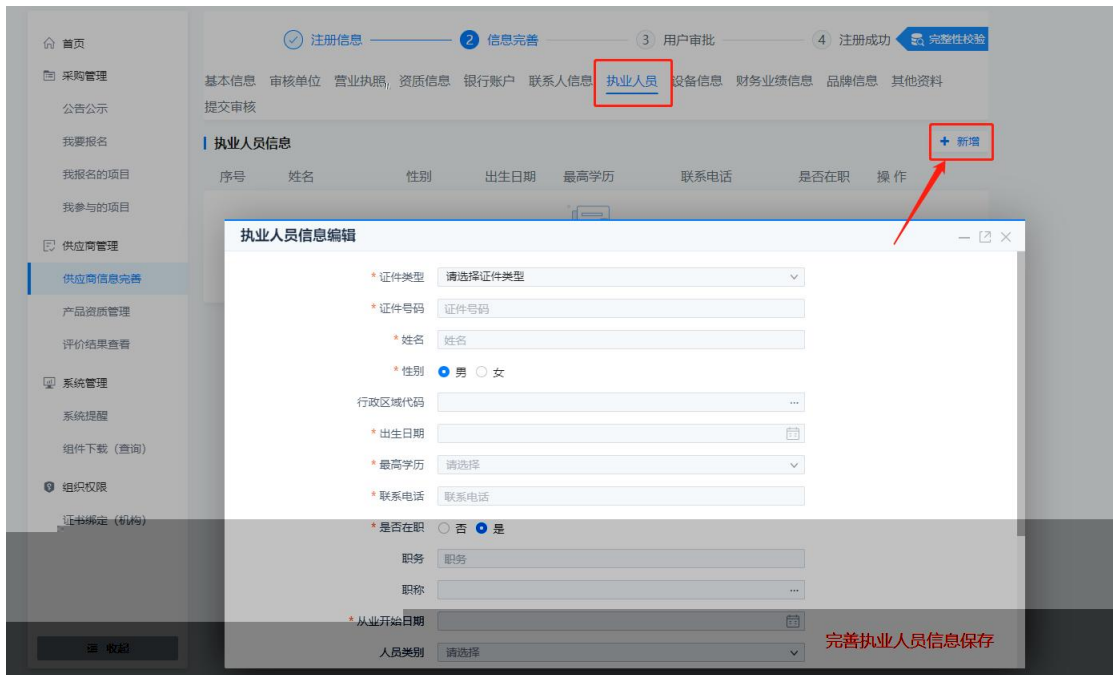 首页
采购管理
公告公示
我要报名
我报名的项目
我参与的项目
供应商管理
供应商信息完善
产品资质管理
评价结果查看
系统管理
系统提醒
组件下载（查询）
组织权限
证书绑定（机构）
收起
注册信息 2 信息完善 3 用户审批 4 注册成功 完整性校验
基本信息 审核单位 营业执照 资质信息 银行账户 联系人信息 执业人员 设备信息 财务业绩信息 品牌信息 其他资料
提交审核
执业人员信息 + 新增
序号 姓名 性别 出生日期 最高学历 联系电话 是否在职 操作
执业人员信息编辑
* 证件类型 请选择证件类型
* 证件号码 证件号码
* 姓名 姓名
* 性别 男 女
行政区域代码 ...
* 出生日期
* 最高学历 请选择
* 联系电话 联系电话
* 是否在职 否 是
职务 职务
职称 ...
* 从业开始日期
人员类别 请选择
完善执业人员信息保存